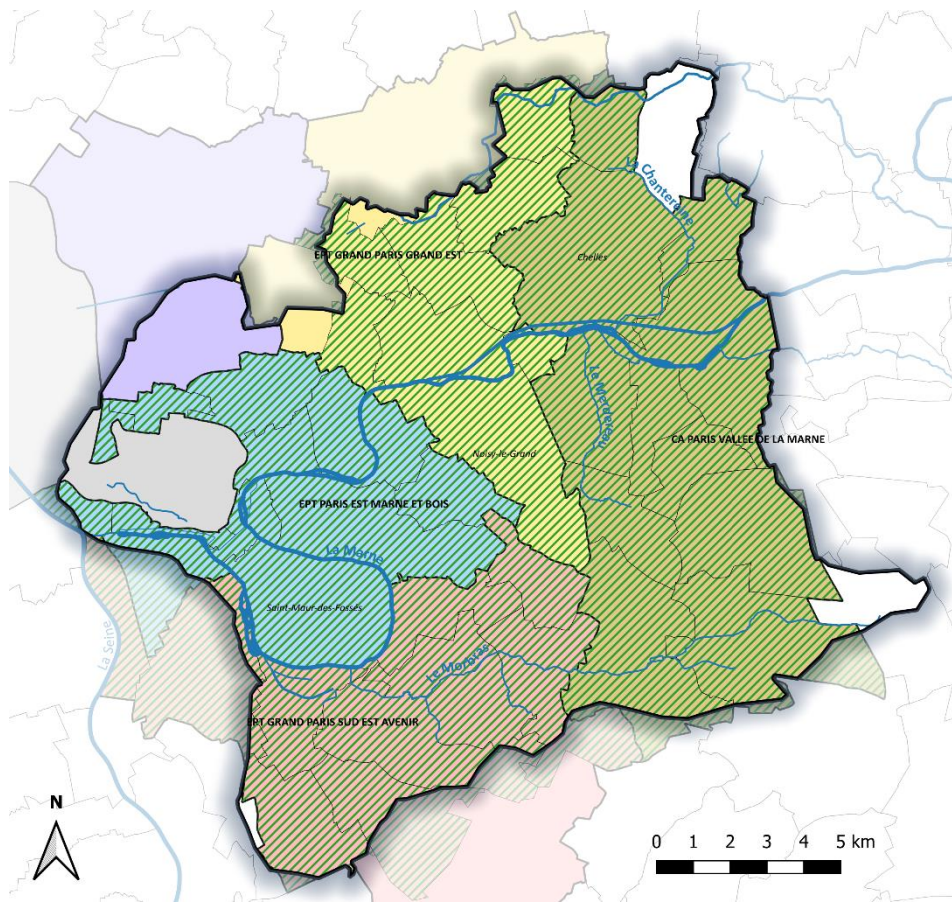 La Chantereine
EPT GRAND PARIS GRAND EST
Chelles
Le Merdereau
CA PARIS VALLEE DE LA MARNE
Noisy-le-Grand
EPT PARIS EST MARNE ET BOIS
La Marne
Saint-Maur-des-Fossés
La Seine
Le Morbras
EPT GRAND PARIS SUD EST AVENIR
N
0 1 2 3 4 5 km